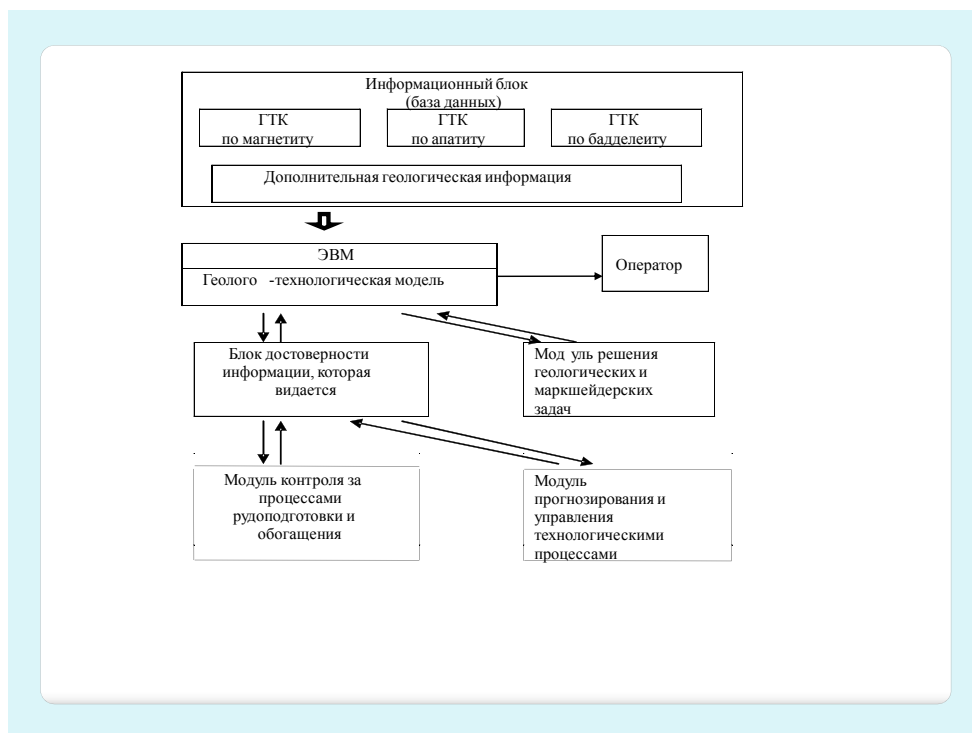 Информационный блок
(база данных)
ГТК
по магнетиту
ГТК
по апатиту
ГТК
по бадделеиту
Дополнительная геологическая информация
ЭВМ
Геолого -технологическая модель
Оператор
Блок достоверности
информации, которая
видается
Мод уль решения
геологических и
маркшейдерских
задач
Модуль контроля за
процессами
рудоподготовки и
обогащения
Модуль
прогнозирования и
управления
технологическими
процессами